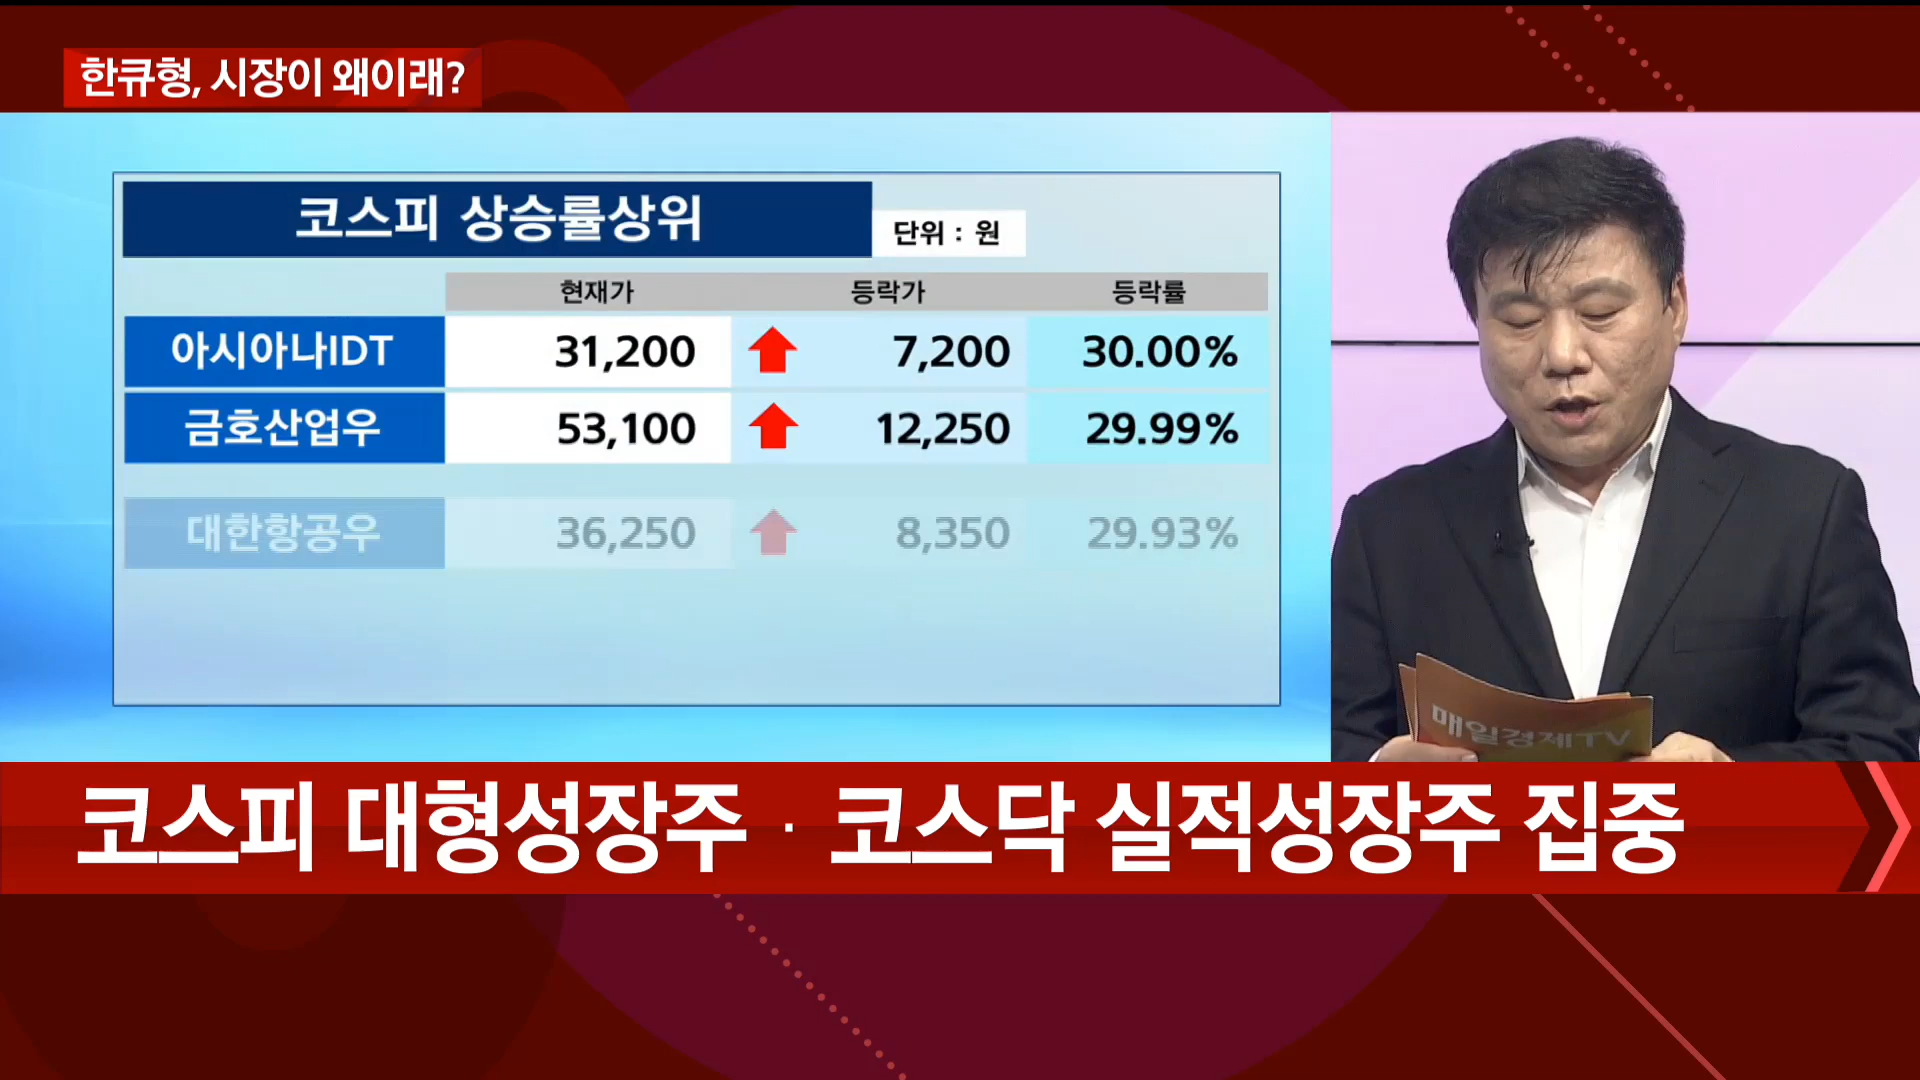 한큐형, 시장이 왜이래?
코스피 상승률상위
단위 : 원
현재가 등락가 등락률
아시아나IDT 31,200 7,200 30.00%
금호산업우 53,100 12,250 29.99%
대한항공우 36,250 8,350 29.93%
매일경제TV
코스피 대형성장주 · 코스닥 실적성장주 집중